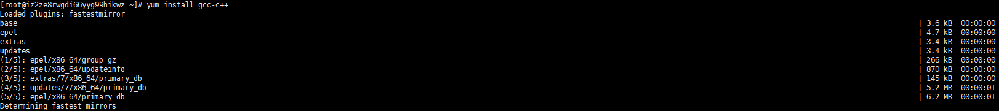 [root@iz2ze8rwgdi66yyg99hikwz ~]# yum install gcc-c++
Loaded plugins: fastestmirror
base | 3.6 kB 00:00:00
epel | 4.7 kB 00:00:00
extras | 3.4 kB 00:00:00
updates | 3.4 kB 00:00:00
(1/5): epel/x86_64/group_gz | 266 kB 00:00:00
(2/5): epel/x86_64/updateinfo | 870 kB 00:00:00
(3/5): extras/7/x86_64/primary_db | 145 kB 00:00:00
(4/5): updates/7/x86_64/primary_db | 5.2 MB 00:00:01
(5/5): epel/x86_64/primary_db | 6.2 MB 00:00:01
Determining fastest mirrors